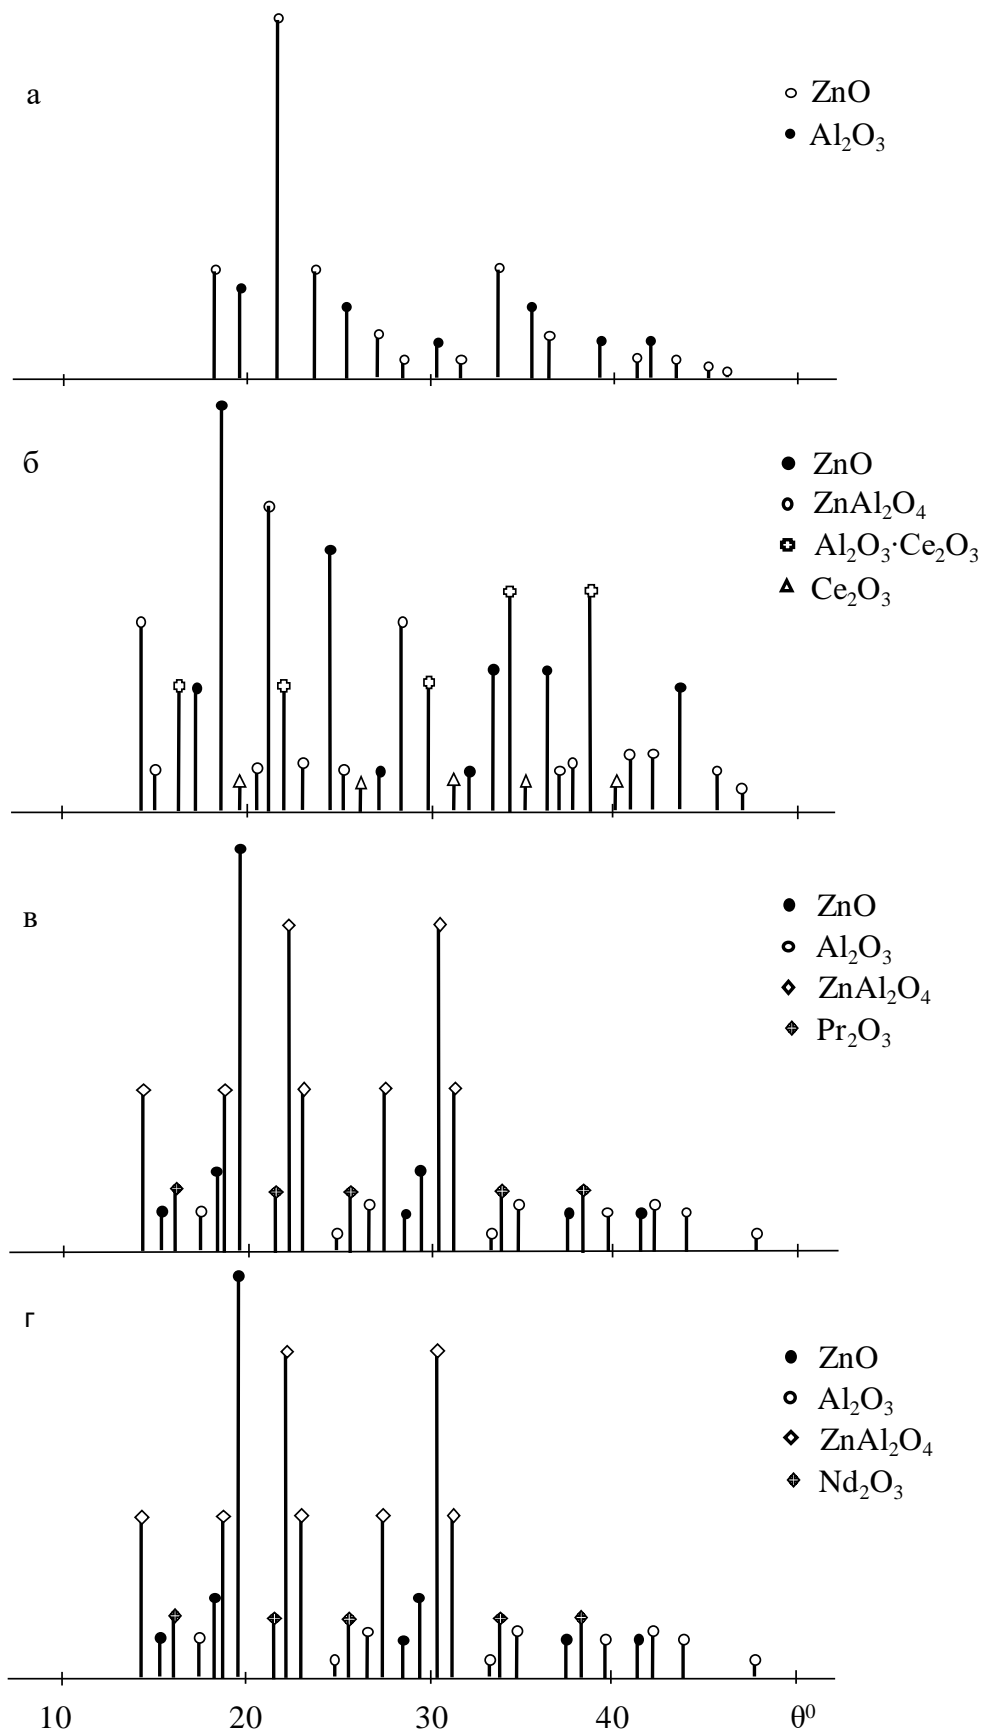 а
ZnO
Al₂O₃
б
ZnO
ZnAl₂O₄
Al₂O₃·Ce₂O₃
Ce₂O₃
в
ZnO
Al₂O₃
ZnAl₂O₄
Pr₂O₃
г
ZnO
Al₂O₃
ZnAl₂O₄
Nd₂O₃
10 20 30 40 θ⁰